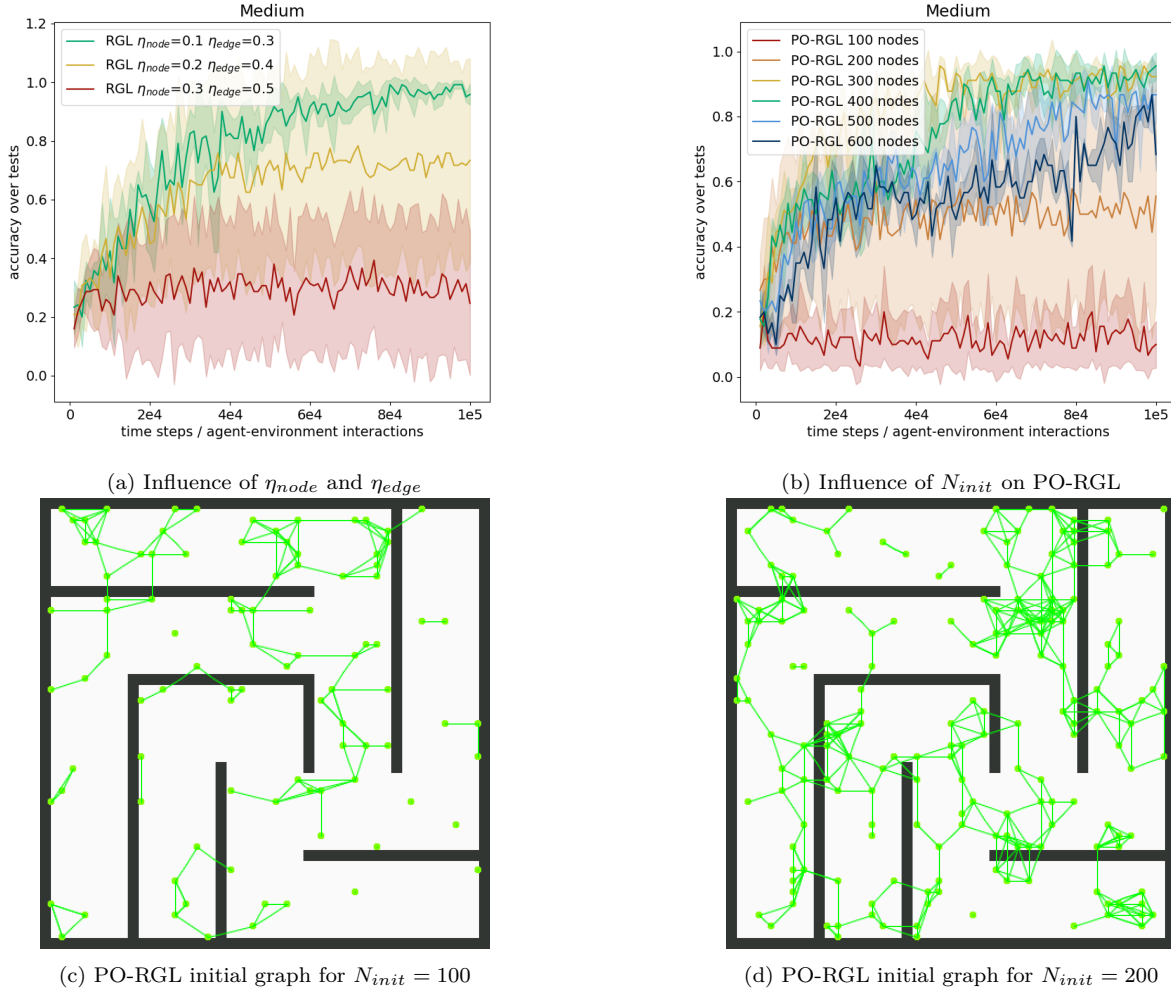 Medium
1.2
1.0
0.8
0.6
0.4
0.2
0.0
accuracy over tests
RGL η_node=0.1 η_edge=0.3
RGL η_node=0.2 η_edge=0.4
RGL η_node=0.3 η_edge=0.5
0
2e4
4e4
6e4
8e4
1e5
time steps / agent-environment interactions
(a) Influence of η_node and η_edge
Medium
1.0
0.8
0.6
0.4
0.2
0.0
accuracy over tests
PO-RGL 100 nodes
PO-RGL 200 nodes
PO-RGL 300 nodes
PO-RGL 400 nodes
PO-RGL 500 nodes
PO-RGL 600 nodes
0
2e4
4e4
6e4
8e4
1e5
time steps / agent-environment interactions
(b) Influence of N_init on PO-RGL
(c) PO-RGL initial graph for N_init = 100
(d) PO-RGL initial graph for N_init = 200